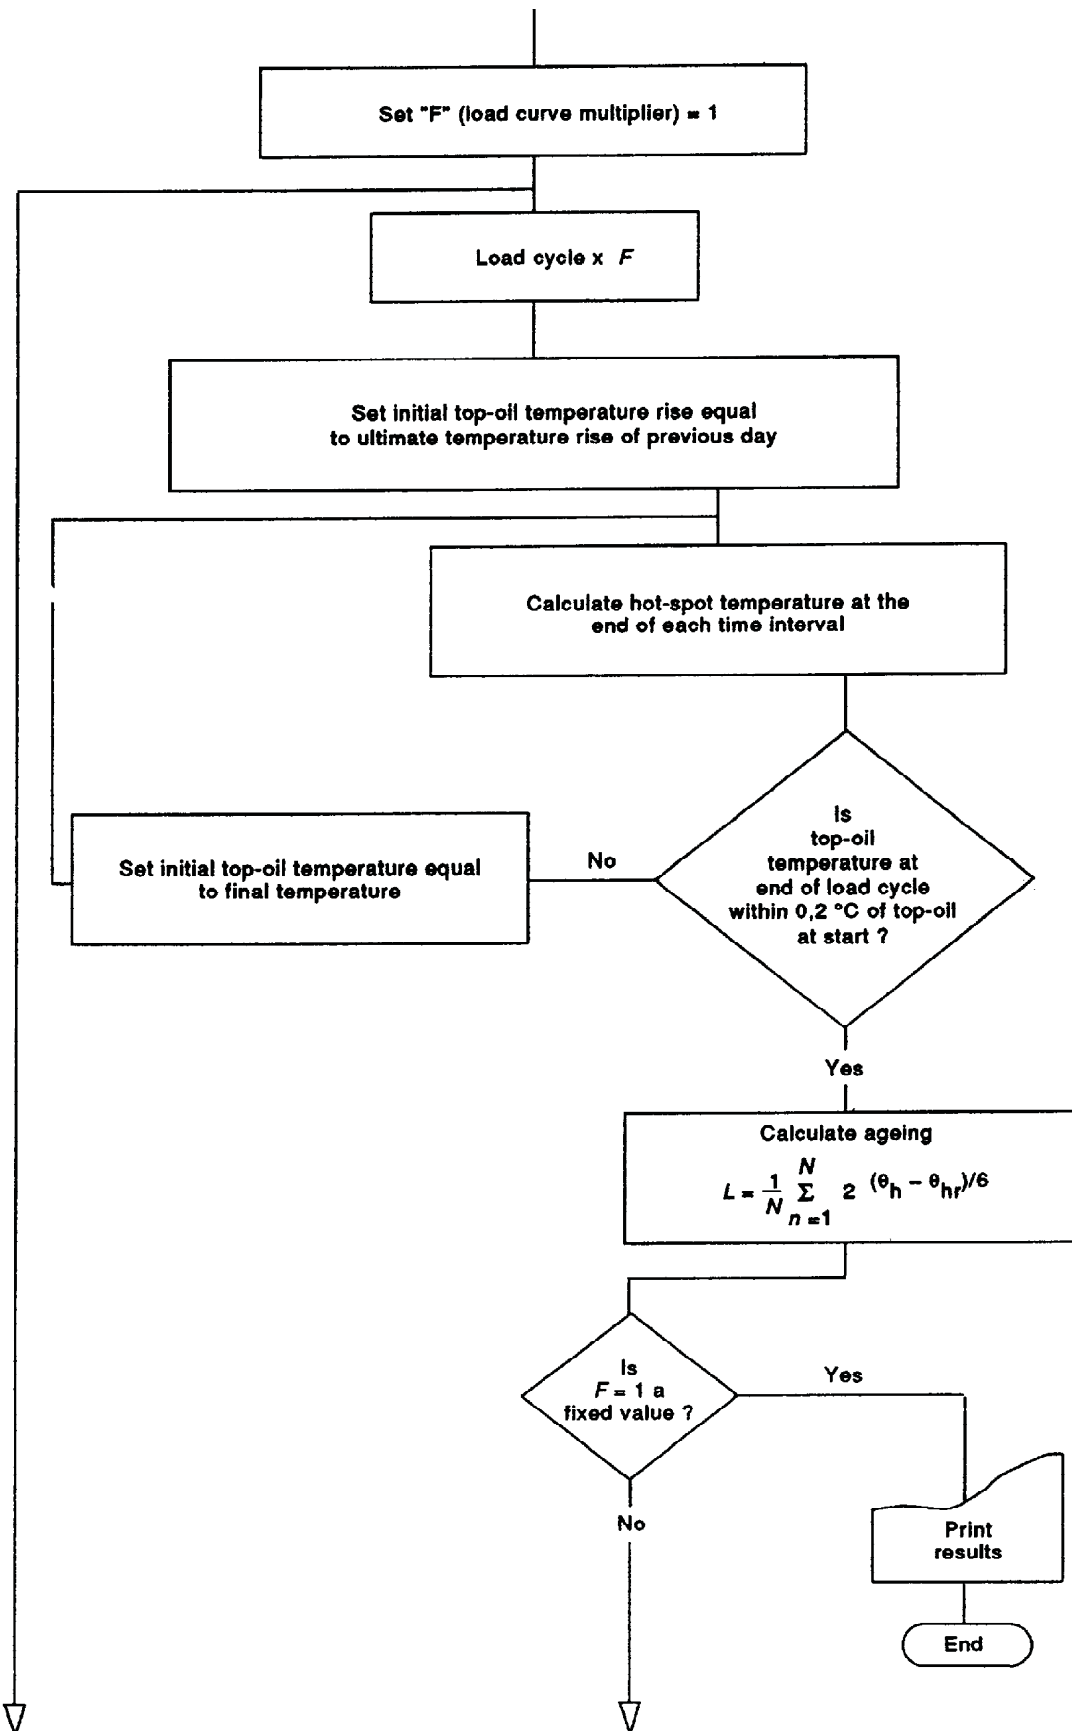 Set "F" (load curve multiplier) = 1
Load cycle x F
Set initial top-oil temperature rise equal
to ultimate temperature rise of previous day
Calculate hot-spot temperature at the
end of each time interval
Is
top-oil
temperature at
end of load cycle
within 0,2 °C of top-oil
at start ?
No
Set initial top-oil temperature equal
to final temperature
Yes
Calculate ageing
L = 1/N Σ_{n = 1}^{N} 2 (θh – θhr)/6
Is
F = 1 a
fixed value ?
Yes
No
Print
results
End